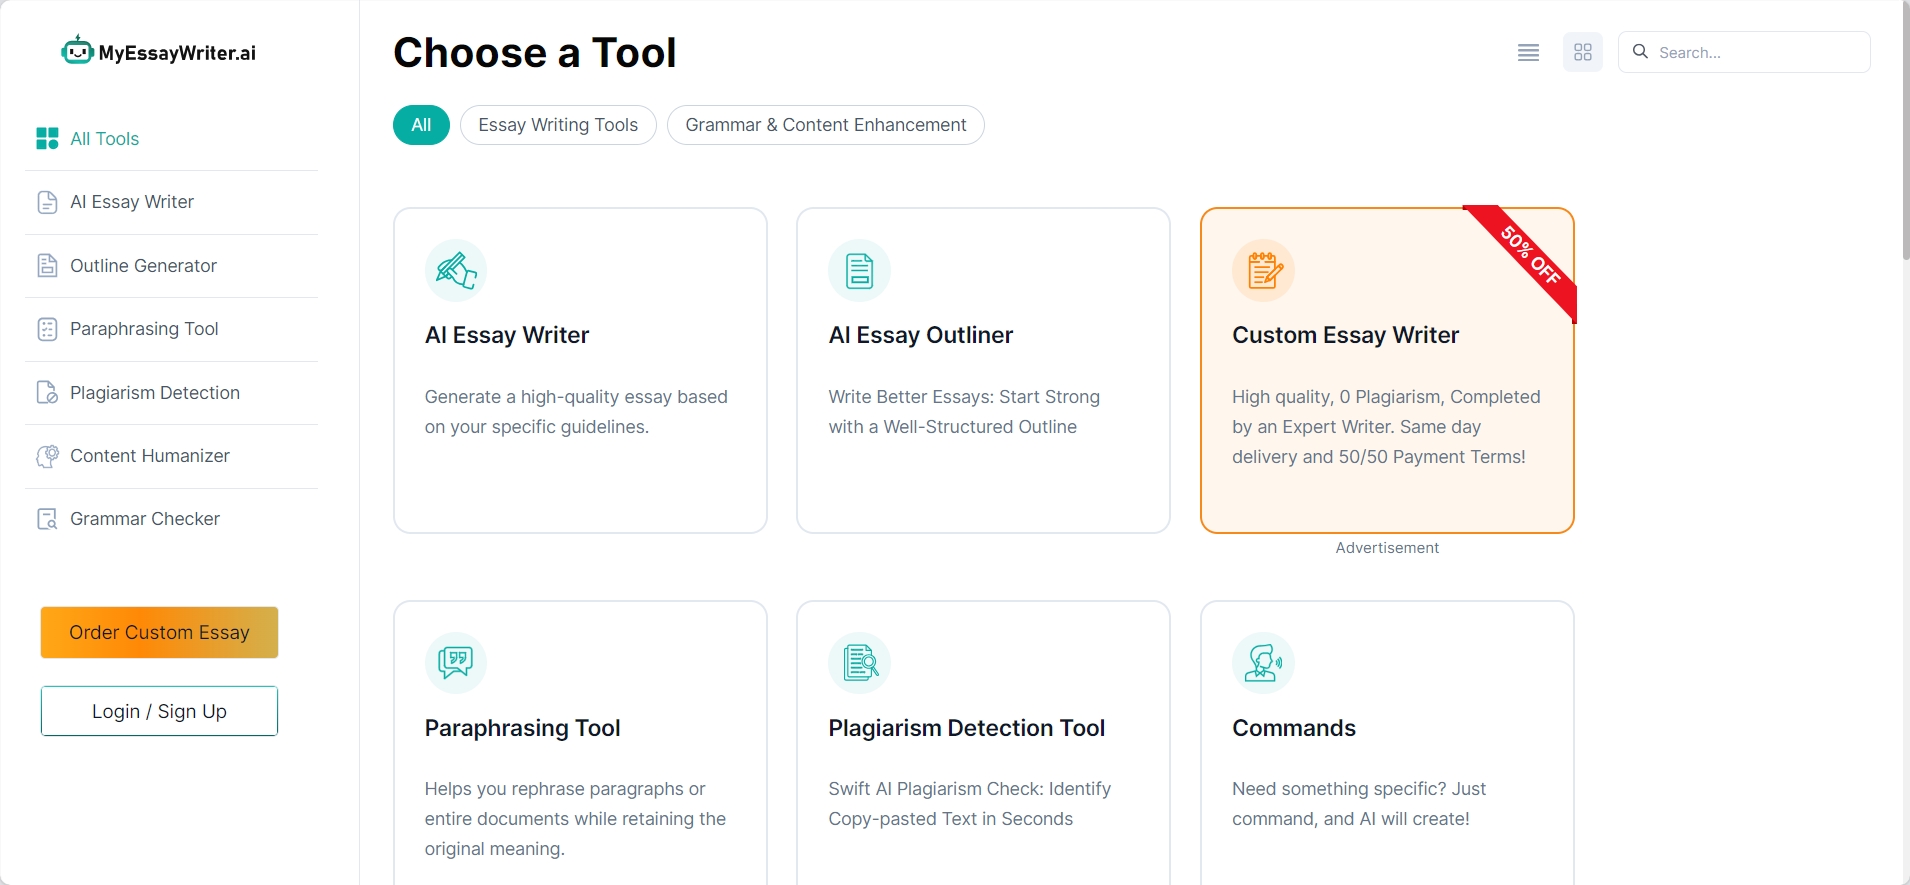 MyEssayWriter.ai
All Tools
AI Essay Writer
Outline Generator
Paraphrasing Tool
Plagiarism Detection
Content Humanizer
Grammar Checker
Order Custom Essay
Login / Sign Up
Choose a Tool
Search...
All
Essay Writing Tools
Grammar & Content Enhancement
AI Essay Writer
Generate a high-quality essay based
on your specific guidelines.
AI Essay Outliner
Write Better Essays: Start Strong
with a Well-Structured Outline
50% OFF
Custom Essay Writer
High quality, 0 Plagiarism, Completed
by an Expert Writer. Same day
delivery and 50/50 Payment Terms!
Advertisement
Paraphrasing Tool
Helps you rephrase paragraphs or
entire documents while retaining the
original meaning.
Plagiarism Detection Tool
Swift AI Plagiarism Check: Identify
Copy-pasted Text in Seconds
Commands
Need something specific? Just
command, and AI will create!